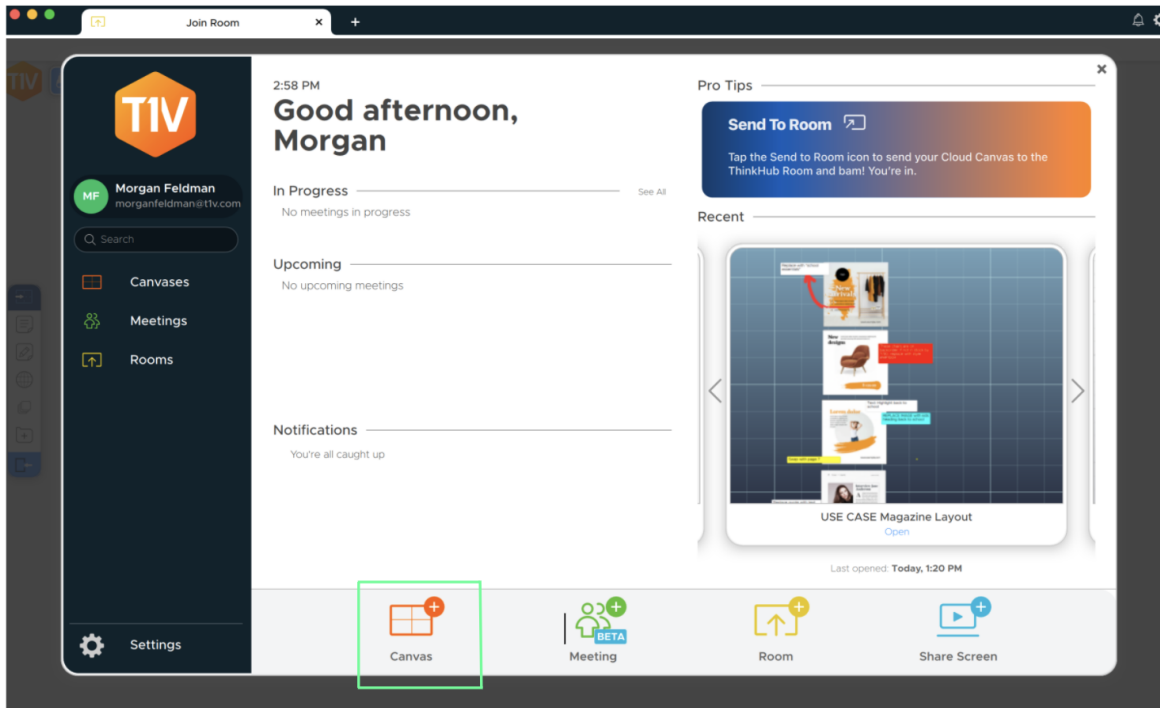 Join Room
T1V
2:58 PM
Good afternoon,
Morgan
MF
Morgan Feldman
morganfeldman@t1v.com
Search
Canvases
Meetings
Rooms
Settings
In Progress
See All
No meetings in progress
Upcoming
No upcoming meetings
Notifications
You're all caught up
Pro Tips
Send To Room
Tap the Send to Room icon to send your Cloud Canvas to the
ThinkHub Room and bam! You're in.
Recent
New
Arrivals
New
designs
USE CASE Magazine Layout
Open
Last opened: Today, 1:20 PM
Canvas
BETA
Meeting
Room
Share Screen